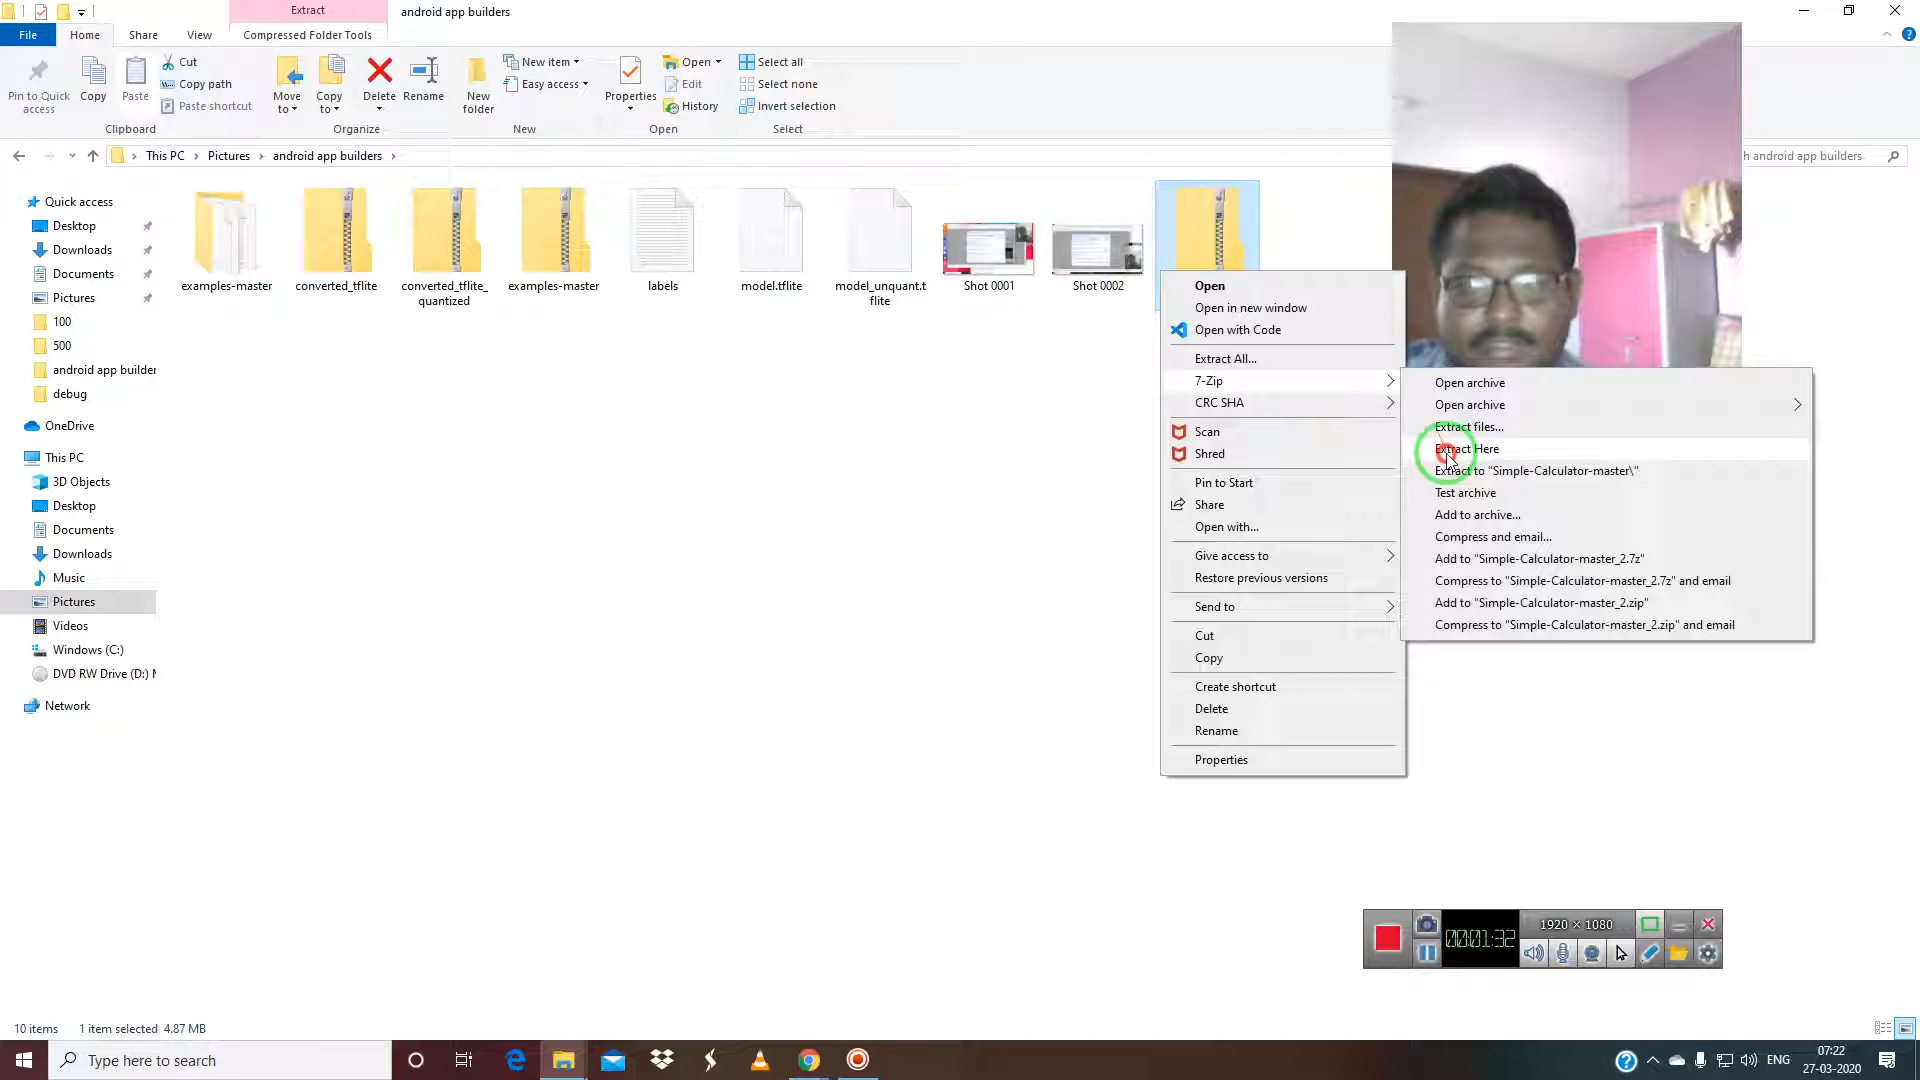 Extract
android app builders
File
Home
Share
View
Compressed Folder Tools
Pin to Quick access
Copy
Paste
Cut
Copy path
Paste shortcut
Clipboard
Move to
Copy to
Delete
Rename
Organize
New folder
New item
Easy access
New
Properties
Open
Edit
History
Open
Select all
Select none
Invert selection
Select
This PC
Pictures
android app builders
h android app builders
Quick access
Desktop
Downloads
Documents
Pictures
100
500
android app builder
debug
OneDrive
This PC
3D Objects
Desktop
Documents
Downloads
Music
Pictures
Videos
Windows (C:)
DVD RW Drive (D:)
Network
examples-master
converted_tflite
converted_tflite_
quantized
examples-master
labels
model.tflite
model_unquant.t
flite
Shot 0001
Shot 0002
Open
Open in new window
Open with Code
Extract All...
7-Zip
CRC SHA
Scan
Shred
Pin to Start
Share
Open with...
Give access to
Restore previous versions
Send to
Cut
Copy
Create shortcut
Delete
Rename
Properties
Open archive
Open archive
Extract files...
Extract Here
Extract to "Simple-Calculator-master\"
Test archive
Add to archive...
Compress and email...
Add to "Simple-Calculator-master_2.7z"
Compress to "Simple-Calculator-master_2.7z" and email
Add to "Simple-Calculator-master_2.zip"
Compress to "Simple-Calculator-master_2.zip" and email
00:01:32
1920 × 1080
10 items
1 item selected 4.87 MB
Type here to search
ENG
07:22
27-03-2020